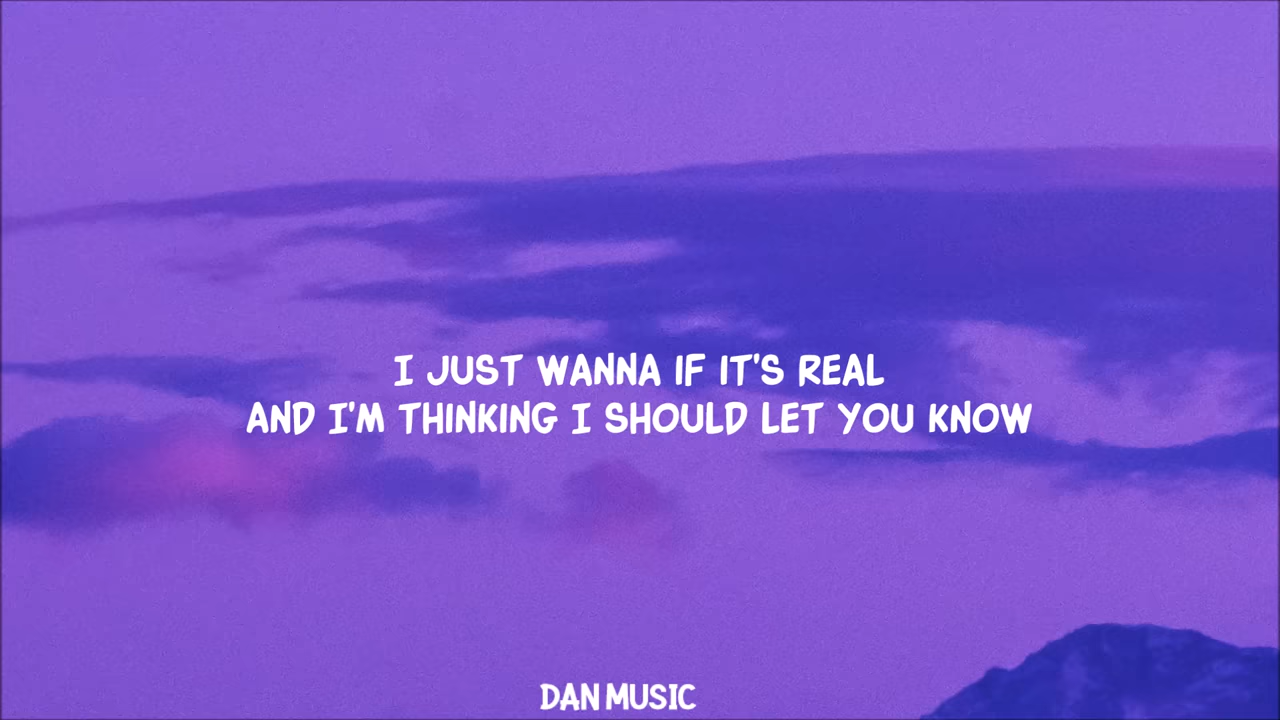 I JUST WANNA IF IT'S REAL
AND I'M THINKING I SHOULD LET YOU KNOW
DAN MUSIC